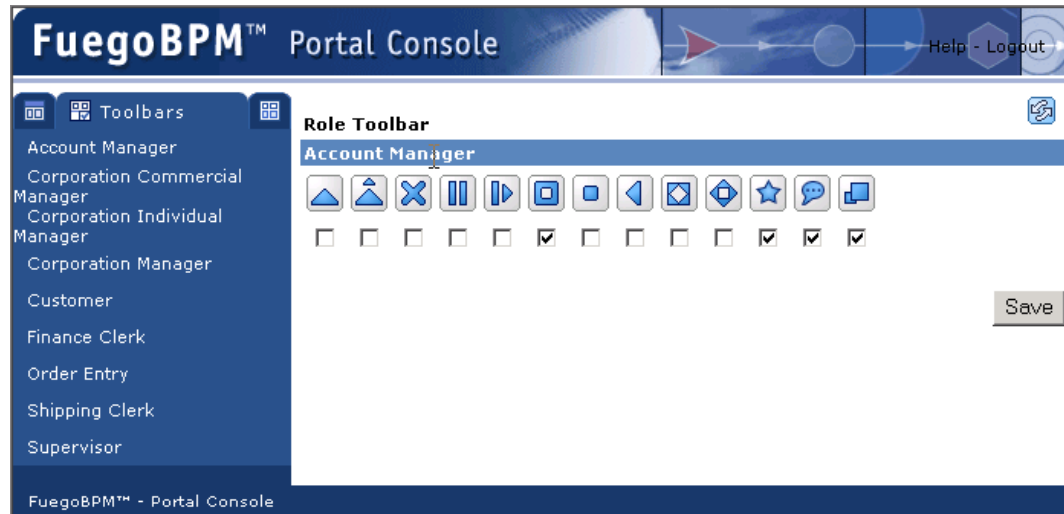 FuegoBPM™ Portal Console
Help - Logout
Toolbars
Account Manager
Corporation Commercial
Manager
Corporation Individual
Manager
Corporation Manager
Customer
Finance Clerk
Order Entry
Shipping Clerk
Supervisor
Role Toolbar
Account Manager
Save
FuegoBPM™ - Portal Console